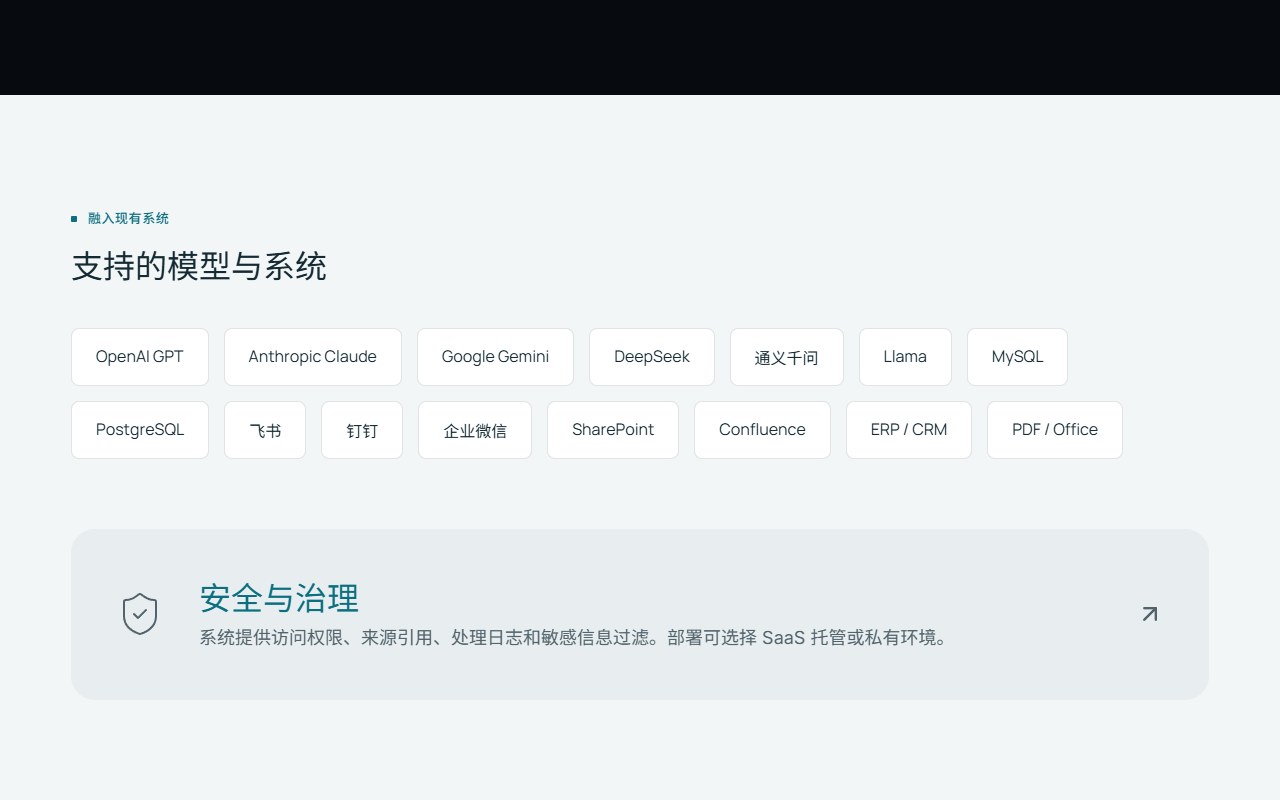 融入现有系统
支持的模型与系统
OpenAI GPT Anthropic Claude Google Gemini DeepSeek 通义千问 Llama MySQL
PostgreSQL 飞书 钉钉 企业微信 SharePoint Confluence ERP / CRM PDF / Office
安全与治理
系统提供访问权限、来源引用、处理日志和敏感信息过滤。部署可选择 SaaS 托管或私有环境。